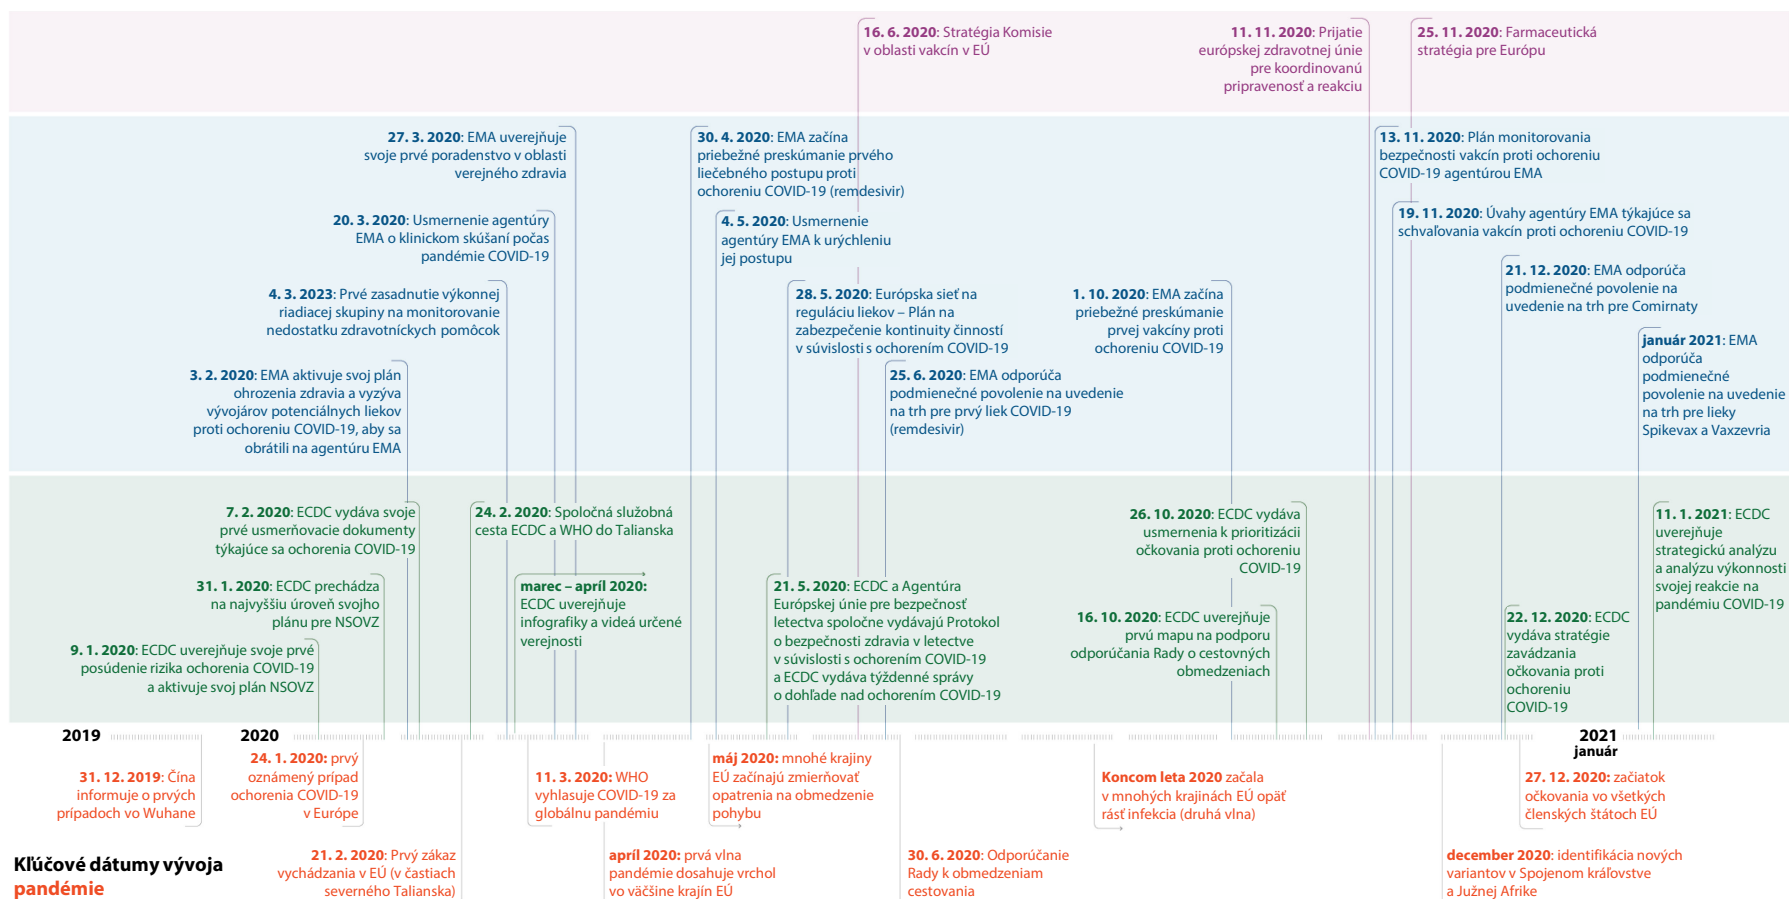 16. 6. 2020: Stratégia Komisie
v oblasti vakcín v EÚ
11. 11. 2020: Prijatie
európskej zdravotnej únie
pre koordinovanú
pripravenosť a reakciu
25. 11. 2020: Farmaceutická
stratégia pre Európu
27. 3. 2020: EMA uverejňuje
svoje prvé poradenstvo v oblasti
verejného zdravia
30. 4. 2020: EMA začína
priebežné preskúmanie prvého
liečebného postupu proti
ochoreniu COVID-19 (remdesivir)
13. 11. 2020: Plán monitorovania
bezpečnosti vakcín proti ochoreniu
COVID-19 agentúrou EMA
20. 3. 2020: Usmernenie agentúry
EMA o klinickom skúšaní počas
pandémie COVID-19
4. 5. 2020: Usmernenie
agentúry EMA k urýchleniu
jej postupu
19. 11. 2020: Úvahy agentúry EMA týkajúce sa
schvaľovania vakcín proti ochoreniu COVID-19
4. 3. 2023: Prvé zasadnutie výkonnej
riadiacej skupiny na monitorovanie
nedostatku zdravotníckych pomôcok
28. 5. 2020: Európska sieť na
reguláciu liekov – Plán na
zabezpečenie kontinuity činností
v súvislosti s ochorením COVID-19
1. 10. 2020: EMA začína
priebežné preskúmanie
prvej vakcíny proti
ochoreniu COVID-19
21. 12. 2020: EMA odporúča
podmienečné povolenie na
uvedenie na trh pre Comirnaty
3. 2. 2020: EMA aktivuje svoj plán
ohrozenia zdravia a vyzýva
vývojárov potenciálnych liekov
proti ochoreniu COVID-19, aby sa
obrátili na agentúru EMA
25. 6. 2020: EMA odporúča
podmienečné povolenie na uvedenie
na trh pre prvý liek COVID-19
(remdesivir)
január 2021: EMA
odporúča
podmienečné
povolenie na uvedenie
na trh pre lieky
Spikevax a Vaxzevria
7. 2. 2020: ECDC vydáva svoje
prvé usmerňovacie dokumenty
týkajúce sa ochorenia COVID-19
24. 2. 2020: Spoločná služobná
cesta ECDC a WHO do Talianska
26. 10. 2020: ECDC vydáva
usmernenia k prioritizácii
očkovania proti ochoreniu
COVID-19
11. 1. 2021: ECDC
uverejňuje
strategickú analýzu
a analýzu výkonnosti
svojej reakcie na
pandémiu COVID-19
31. 1. 2020: ECDC prechádza
na najvyššiu úroveň svojho
plánu pre NSOVZ
marec – apríl 2020:
ECDC uverejňuje
infografiky a videá určené
verejnosti
21. 5. 2020: ECDC a Agentúra
Európskej únie pre bezpečnosť
letectva spoločne vydávajú Protokol
o bezpečnosti zdravia v letectve
v súvislosti s ochorením COVID-19
a ECDC vydáva týždenné správy
o dohľade nad ochorením COVID-19
16. 10. 2020: ECDC uverejňuje
prvú mapu na podporu
odporúčania Rady o cestovných
obmedzeniach
22. 12. 2020: ECDC
vydáva stratégie
zavádzania
očkovania proti
ochoreniu
COVID-19
9. 1. 2020: ECDC uverejňuje svoje prvé
posúdenie rizika ochorenia COVID-19
a aktivuje svoj plán NSOVZ
2019
2020
2021
január
31. 12. 2019: Čína
informuje o prvých
prípadoch vo Wuhane
24. 1. 2020: prvý
oznámený prípad
ochorenia COVID-19
v Európe
11. 3. 2020: WHO
vyhlasuje COVID-19 za
globálnu pandémiu
máj 2020: mnohé krajiny
EÚ začínajú zmierňovať
opatrenia na obmedzenie
pohybu
Koncom leta 2020 začala
v mnohých krajinách EÚ opäť
rásť infekcia (druhá vlna)
27. 12. 2020: začiatok
očkovania vo všetkých
členských štátoch EÚ
Kľúčové dátumy vývoja
pandémie
21. 2. 2020: Prvý zákaz
vychádzania v EÚ (v častiach
severného Talianska)
apríl 2020: prvá vlna
pandémie dosahuje vrchol
vo väčšine krajín EÚ
30. 6. 2020: Odporúčanie
Rady k obmedzeniam
cestovania
december 2020: identifikácia nových
variantov v Spojenom kráľovstve
a Južnej Afrike